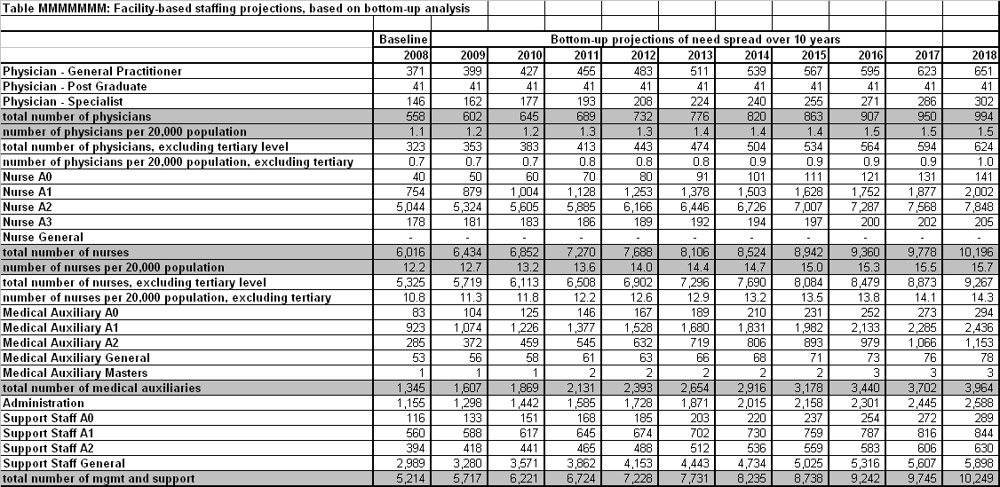 Table MMMMMMM: Facility-based staffing projections, based on bottom-up analysis
Baseline Bottom-up projections of need spread over 10 years
2008 2009 2010 2011 2012 2013 2014 2015 2016 2017 2018
Physician - General Practitioner 371 399 427 455 483 511 539 567 595 623 651
Physician - Post Graduate 41 41 41 41 41 41 41 41 41 41 41
Physician - Specialist 146 162 177 193 208 224 240 255 271 286 302
total number of physicians 558 602 645 689 732 776 820 863 907 950 994
number of physicians per 20,000 population 1.1 1.2 1.2 1.3 1.3 1.4 1.4 1.4 1.5 1.5 1.5
total number of physicians, excluding tertiary level 323 353 383 413 443 474 504 534 564 594 624
number of physicians per 20,000 population, excluding tertiary 0.7 0.7 0.7 0.8 0.8 0.8 0.9 0.9 0.9 0.9 1.0
Nurse A0 40 50 60 70 80 91 101 111 121 131 141
Nurse A1 754 879 1,004 1,128 1,253 1,378 1,503 1,628 1,752 1,877 2,002
Nurse A2 5,044 5,324 5,605 5,885 6,166 6,446 6,726 7,007 7,287 7,568 7,848
Nurse A3 178 181 183 186 189 192 194 197 200 202 205
Nurse General - - - - - - - - - - -
total number of nurses 6,016 6,434 6,852 7,270 7,688 8,106 8,524 8,942 9,360 9,778 10,196
number of nurses per 20,000 population 12.2 12.7 13.2 13.6 14.0 14.4 14.7 15.0 15.3 15.5 15.7
total number of nurses, excluding tertiary level 5,325 5,719 6,113 6,508 6,902 7,296 7,690 8,084 8,479 8,873 9,267
number of nurses per 20,000 population, excluding tertiary 10.8 11.3 11.8 12.2 12.6 12.9 13.2 13.5 13.8 14.1 14.3
Medical Auxiliary A0 83 104 125 146 167 189 210 231 252 273 294
Medical Auxiliary A1 923 1,074 1,226 1,377 1,528 1,680 1,831 1,982 2,133 2,285 2,436
Medical Auxiliary A2 285 372 459 545 632 719 806 893 979 1,066 1,153
Medical Auxiliary General 53 56 58 61 63 66 68 71 73 76 78
Medical Auxiliary Masters 1 1 1 2 2 2 2 2 3 3 3
total number of medical auxiliaries 1,345 1,607 1,869 2,131 2,393 2,654 2,916 3,178 3,440 3,702 3,964
Administration 1,155 1,298 1,442 1,585 1,728 1,871 2,015 2,158 2,301 2,445 2,588
Support Staff A0 116 133 151 168 185 203 220 237 254 272 289
Support Staff A1 560 588 617 645 674 702 730 759 787 816 844
Support Staff A2 394 418 441 465 488 512 536 559 583 606 630
Support Staff General 2,989 3,280 3,571 3,862 4,153 4,443 4,734 5,025 5,316 5,607 5,898
total number of mgmt and support 5,214 5,717 6,221 6,724 7,228 7,731 8,235 8,738 9,242 9,745 10,249